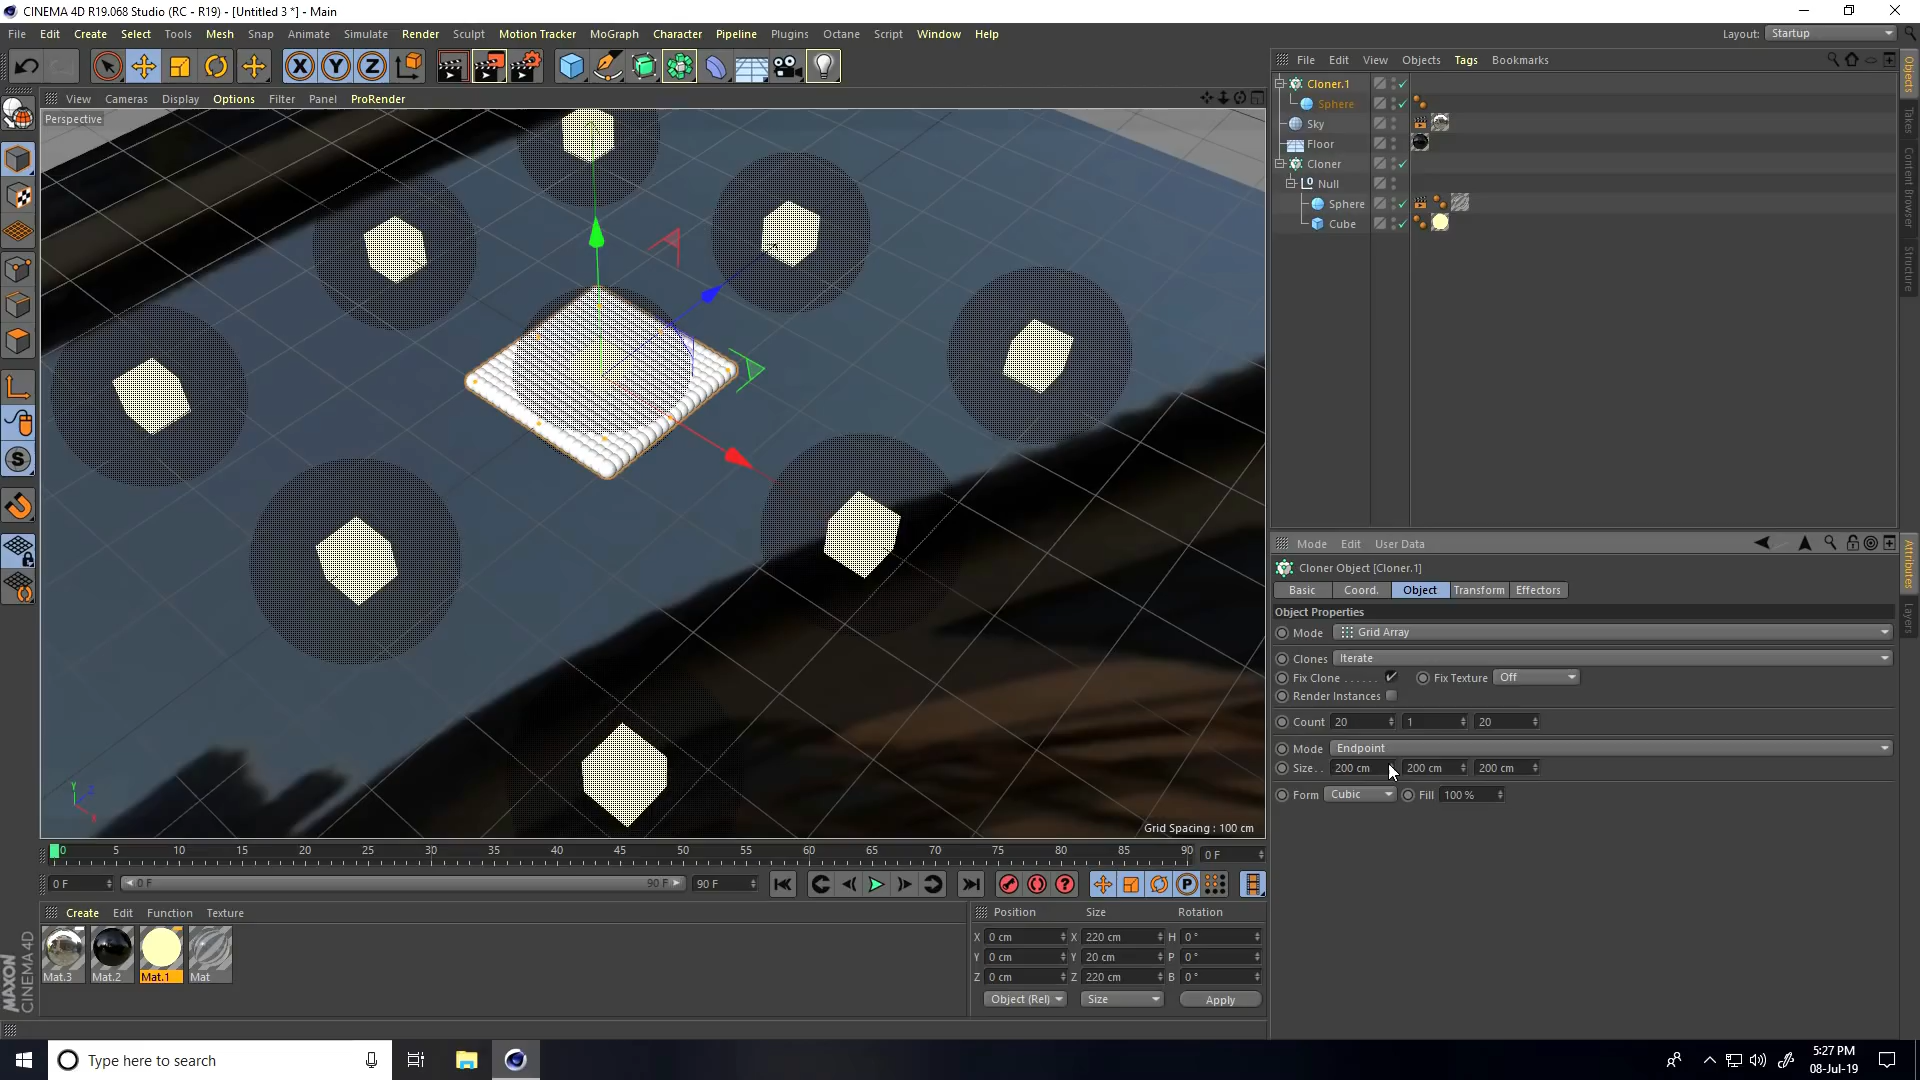 CINEMA 4D R19.068 Studio (RC - R19) - [Untitled 3 *] - Main
File Edit Create Select Tools Mesh Snap Animate Simulate Render Sculpt Motion Tracker MoGraph Character Pipeline Plugins Octane Script Window Help
Layout: Startup
View Cameras Display Options Filter Panel ProRender
Perspective
Grid Spacing : 100 cm
File Edit View Objects Tags Bookmarks
Cloner.1
Sphere
Sky
Floor
Cloner
Null
Sphere
Cube
Objects
Takes
Content Browser
Structure
Mode Edit User Data
Cloner Object [Cloner.1]
Basic Coord. Object Transform Effectors
Object Properties
Mode Grid Array
Clones Iterate
Fix Clone . . . . . . Fix Texture Off
Render Instances
Count 20 1 20
Mode Endpoint
Size. . 200 cm 200 cm 200 cm
Form Cubic Fill 100 %
Attributes
Layers
0 5 10 15 20 25 30 35 40 45 50 55 60 65 70 75 80 85 90
0 F
0 F 0 F 90 F 90 F
Create Edit Function Texture
Mat.3 Mat.2 Mat.1 Mat
Position Size Rotation
X 0 cm X 220 cm H 0 °
Y 0 cm Y 20 cm P 0 °
Z 0 cm Z 220 cm B 0 °
Object (Rel) Size Apply
MAXON
CINEMA 4D
Type here to search
5:27 PM
08-Jul-19